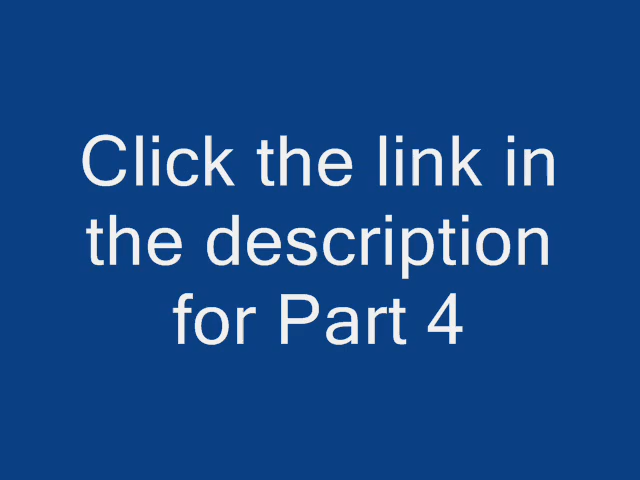 Click the link in
the description
for Part 4